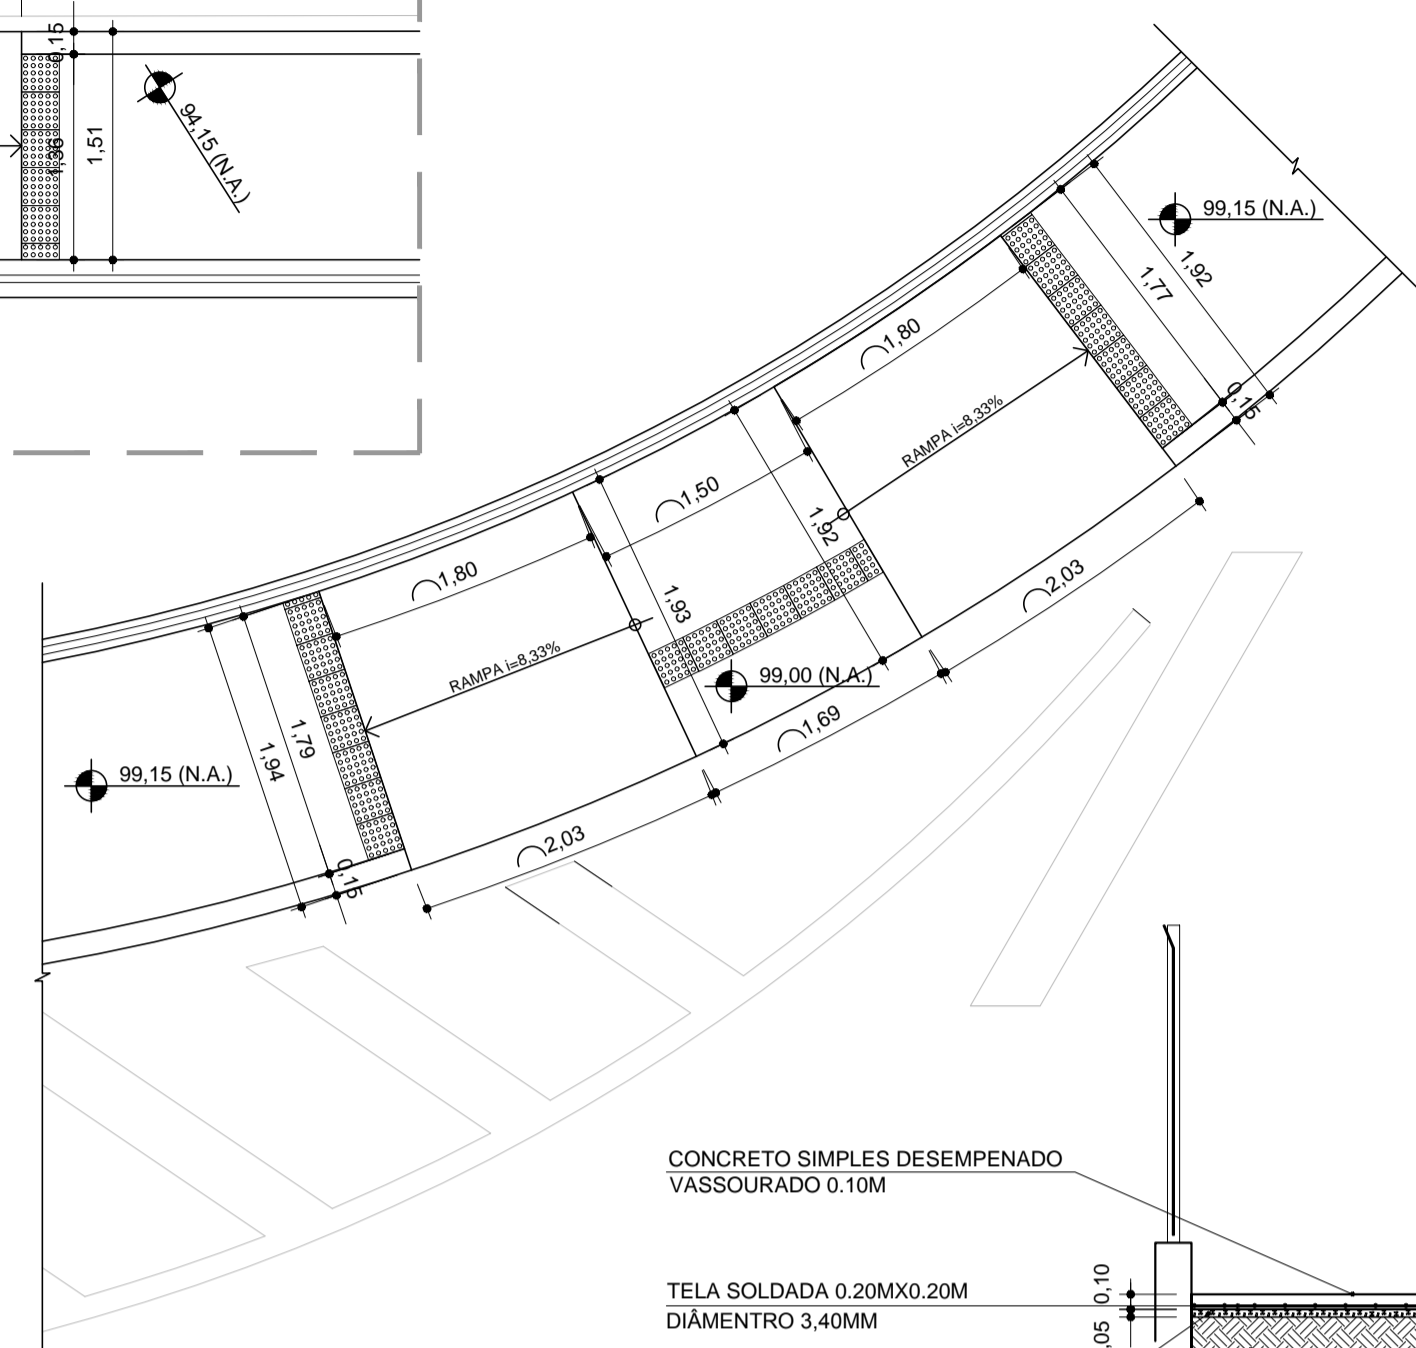 0,15
1,36
1,51
94,15 (N.A.)
99,15 (N.A.)
1,92
1,77
0,15
1,80
RAMPA i=8,33%
1,50
1,92
1,80
1,93
RAMPA i=8,33%
2,03
99,00 (N.A.)
1,69
1,79
1,94
99,15 (N.A.)
0,15
2,03
CONCRETO SIMPLES DESEMPENADO
VASSOURADO 0.10M
0,10
TELA SOLDADA 0.20MX0.20M
DIÂMENTRO 3,40MM
,05